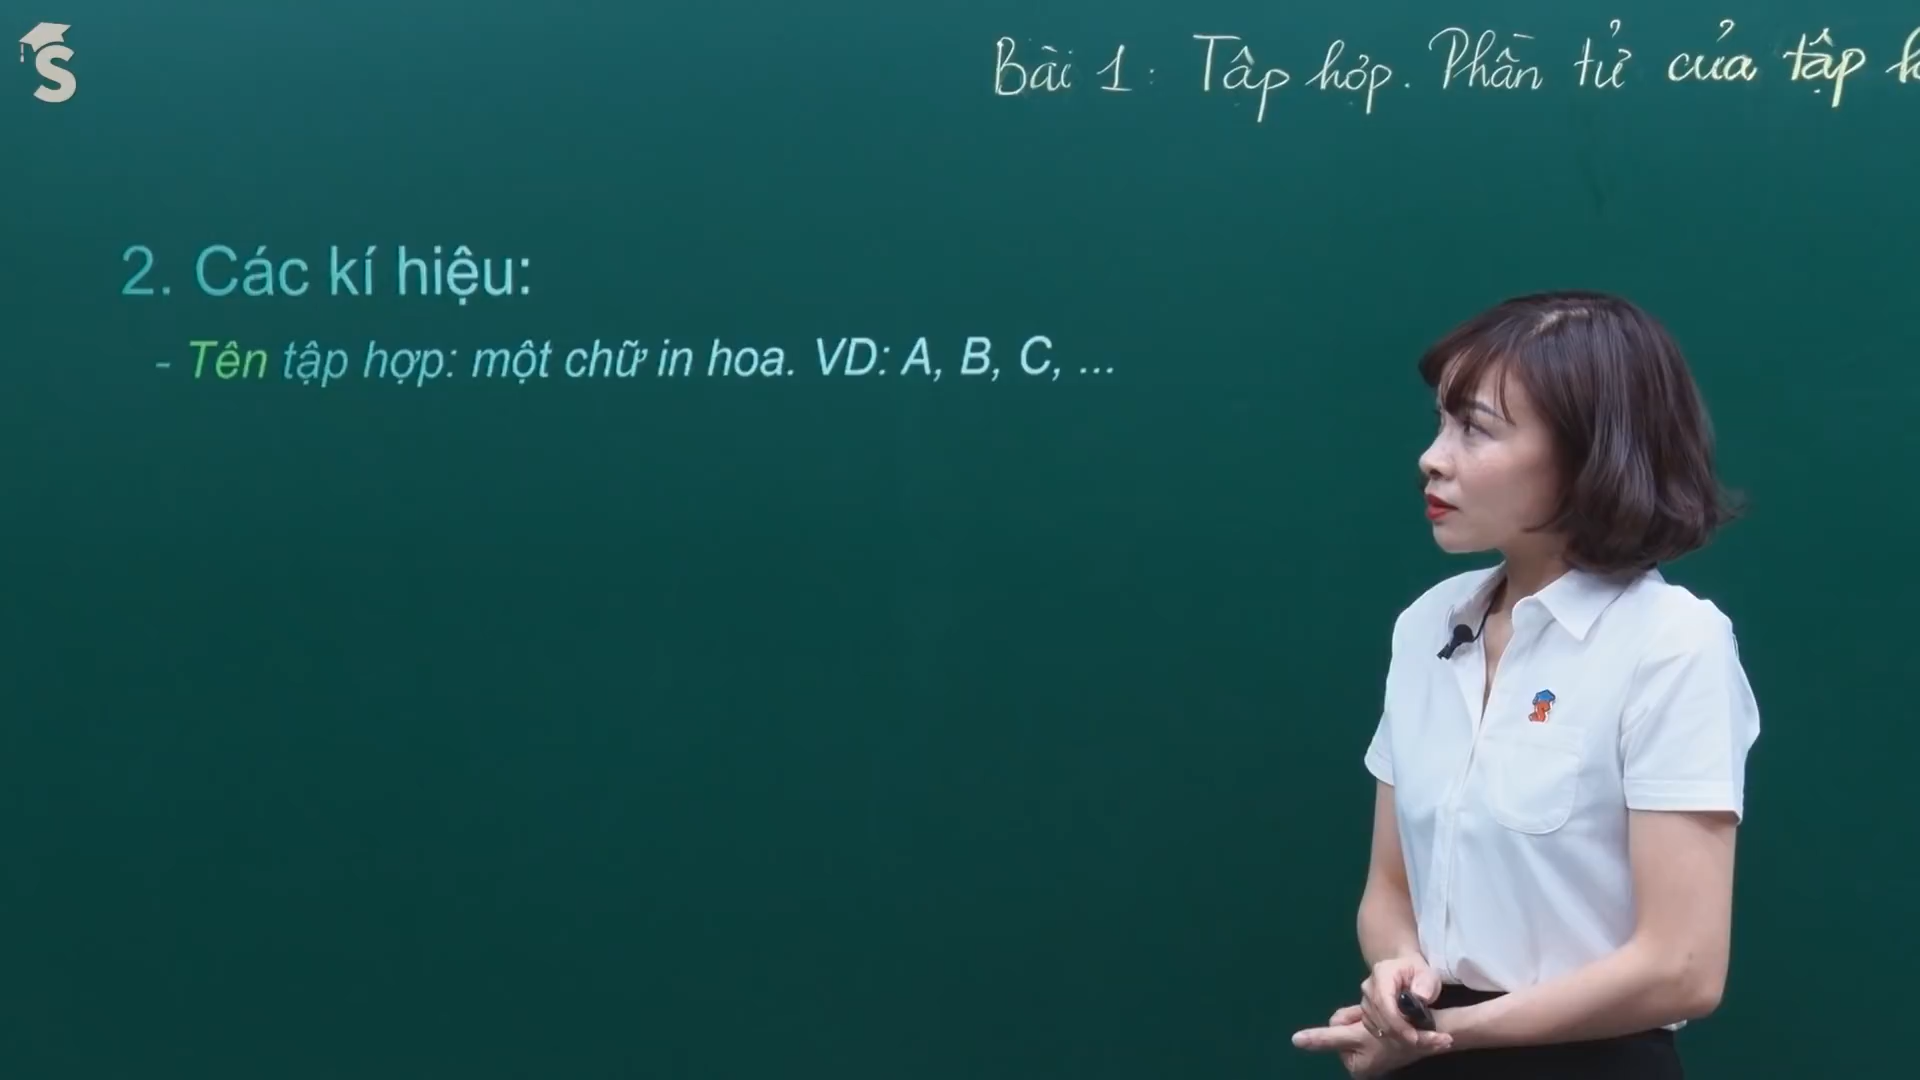 S
Bài 1: Tập hợp. Phần tử của tập
2. Các kí hiệu:
- Tên tập hợp: một chữ in hoa. VD: A, B, C, ...